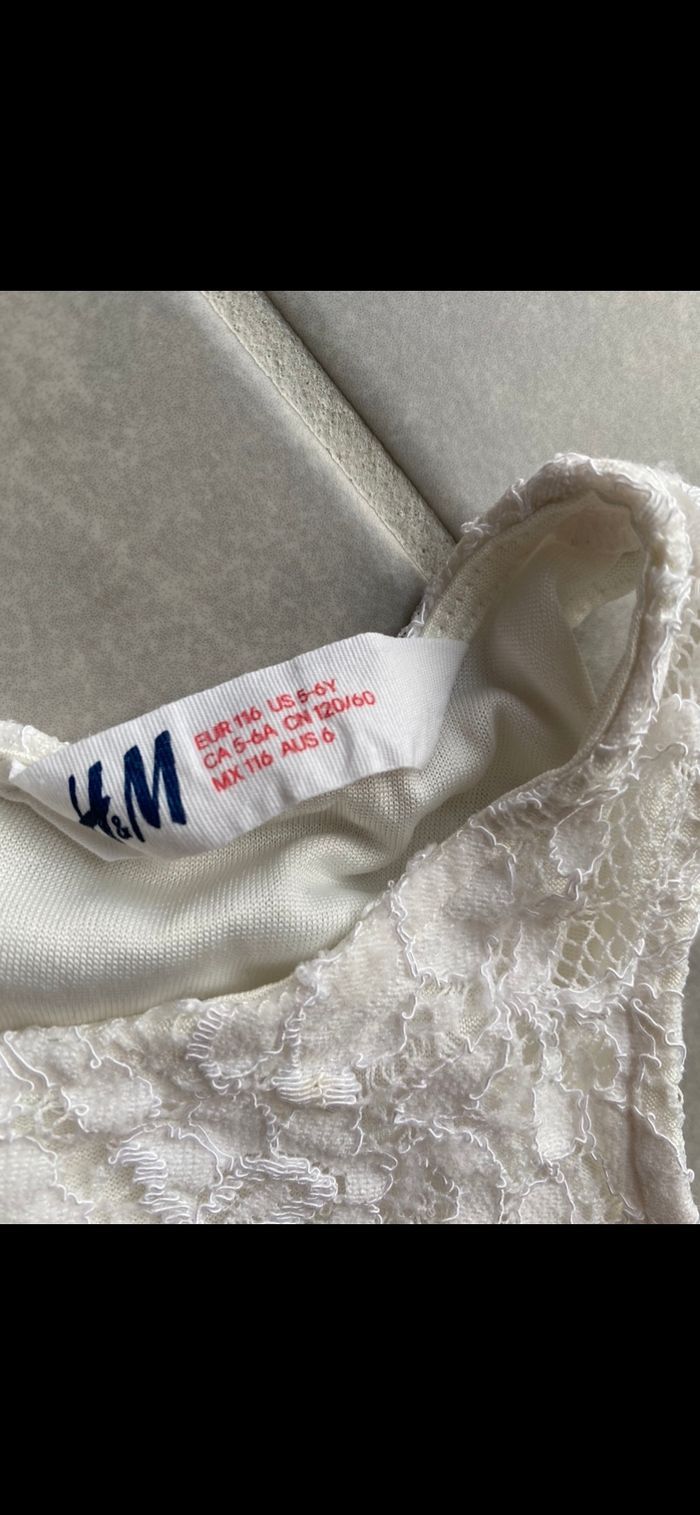 H&M
EUR 116 US 5-6Y
CA 5-6A CN 120/60
MX 116 AUS 6